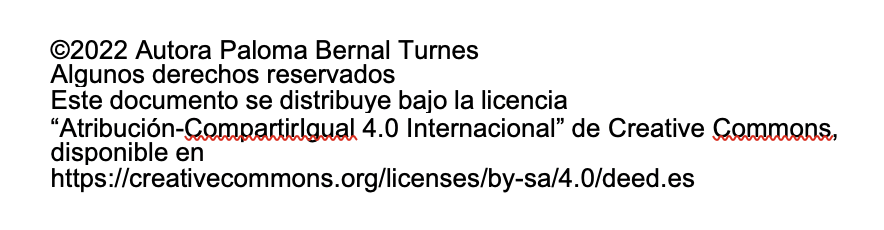 ©2022 Autora Paloma Bernal Turnes
Algunos derechos reservados
Este documento se distribuye bajo la licencia
“Atribución-CompartirIgual 4.0 Internacional” de Creative Commons,
disponible en
https://creativecommons.org/licenses/by-sa/4.0/deed.es